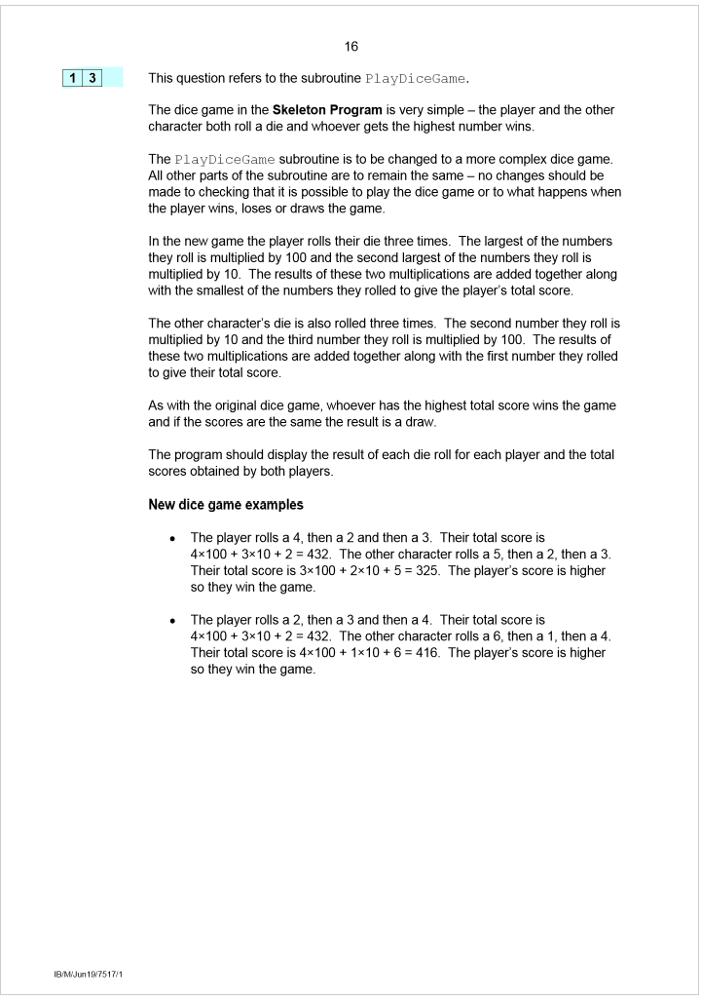 16
1 3 This question refers to the subroutine PlayDiceGame.
The dice game in the Skeleton Program is very simple – the player and the other
character both roll a die and whoever gets the highest number wins.
The PlayDiceGame subroutine is to be changed to a more complex dice game.
All other parts of the subroutine are to remain the same – no changes should be
made to checking that it is possible to play the dice game or to what happens when
the player wins, loses or draws the game.
In the new game the player rolls their die three times. The largest of the numbers
they roll is multiplied by 100 and the second largest of the numbers they roll is
multiplied by 10. The results of these two multiplications are added together along
with the smallest of the numbers they rolled to give the player's total score.
The other character's die is also rolled three times. The second number they roll is
multiplied by 10 and the third number they roll is multiplied by 100. The results of
these two multiplications are added together along with the first number they rolled
to give their total score.
As with the original dice game, whoever has the highest total score wins the game
and if the scores are the same the result is a draw.
The program should display the result of each die roll for each player and the total
scores obtained by both players.
New dice game examples
• The player rolls a 4, then a 2 and then a 3. Their total score is
4×100 + 3×10 + 2 = 432. The other character rolls a 5, then a 2, then a 3.
Their total score is 3×100 + 2×10 + 5 = 325. The player's score is higher
so they win the game.
• The player rolls a 2, then a 3 and then a 4. Their total score is
4×100 + 3×10 + 2 = 432. The other character rolls a 6, then a 1, then a 4.
Their total score is 4×100 + 1×10 + 6 = 416. The player's score is higher
so they win the game.
IB/M/Jun19/7517/1